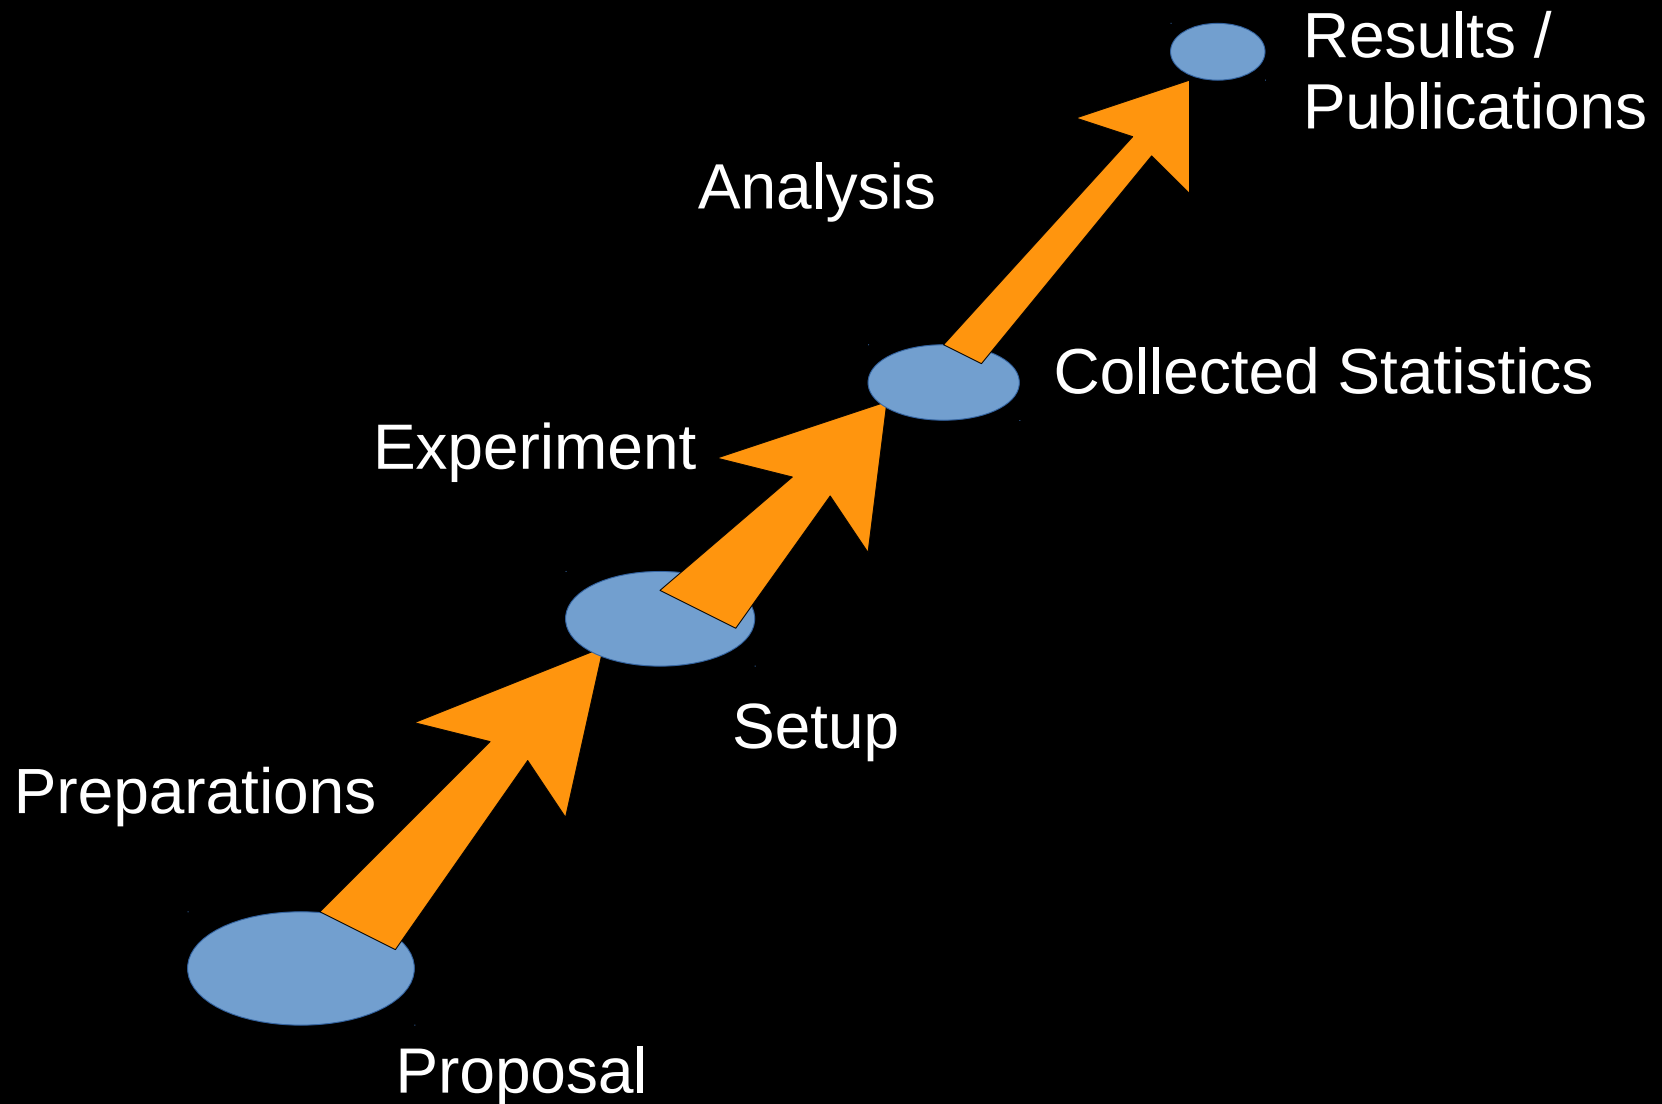 Results /
Publications
Analysis
Collected Statistics
Experiment
Setup
Preparations
Proposal